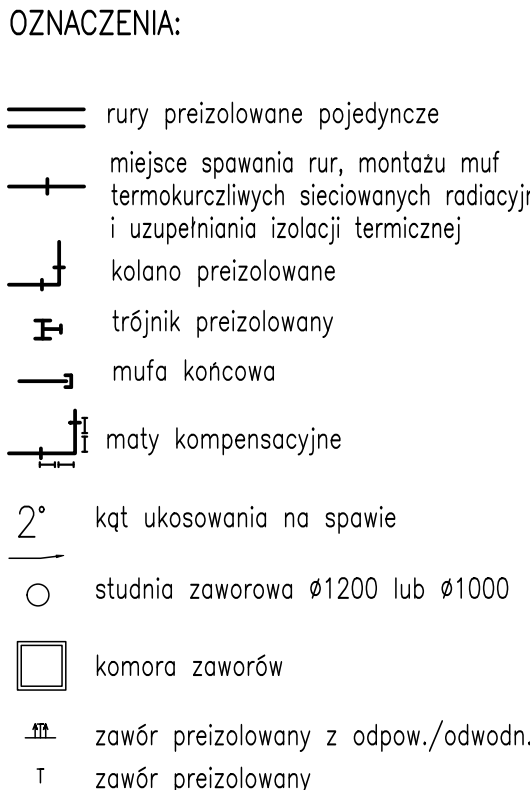 OZNACZENIA:
rury preizolowane pojedyncze
miejsce spawania rur, montażu muf
termokurczliwych sieciowanych
i uzupełniania izolacji termicznej
kolano preizolowane
trójnik preizolowany
mufa końcowa
maty kompensacyjne
2° kąt ukosowania na spawie
studnia zaworowa Ø1200 lub Ø1000
komora zaworów
zawór preizolowany z odpow./odwodn.
T zawór preizolowany